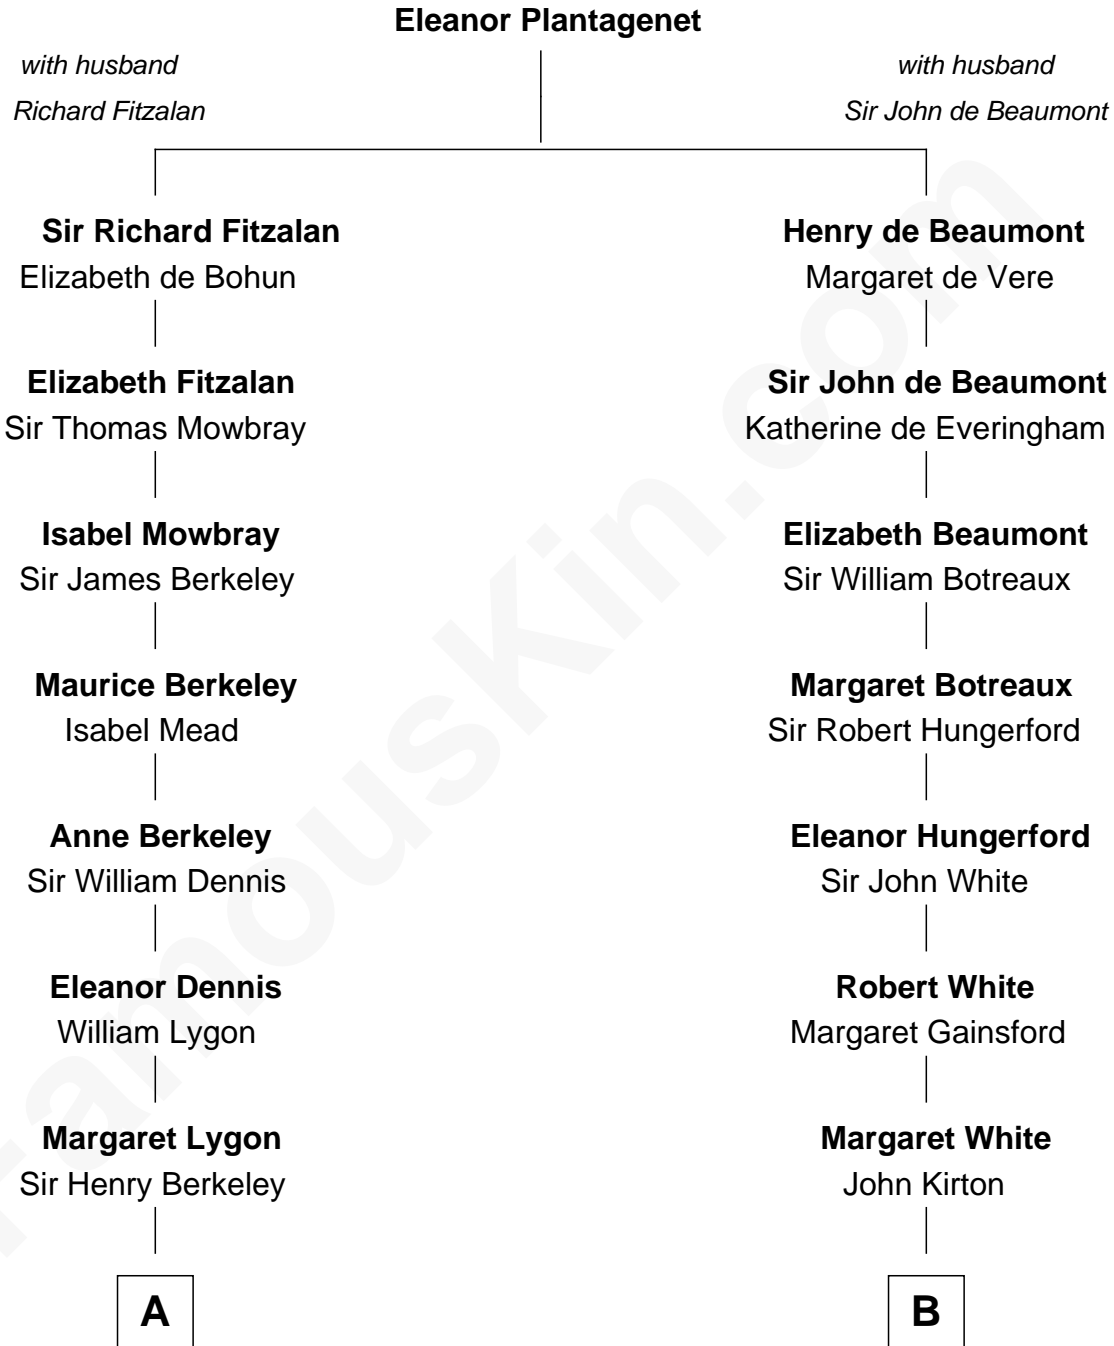 Eleanor Plantagenet
with husband
Richard Fitzalan
with husband
Sir John de Beaumont
Sir Richard Fitzalan
Elizabeth de Bohun
Henry de Beaumont
Margaret de Vere
Elizabeth Fitzalan
Sir Thomas Mowbray
Sir John de Beaumont
Katherine de Everingham
Isabel Mowbray
Sir James Berkeley
Elizabeth Beaumont
Sir William Botreaux
Maurice Berkeley
Isabel Mead
Margaret Botreaux
Sir Robert Hungerford
Anne Berkeley
Sir William Dennis
Eleanor Hungerford
Sir John White
Eleanor Dennis
William Lygon
Robert White
Margaret Gainsford
Margaret Lygon
Sir Henry Berkeley
Margaret White
John Kirton
A
B
FamousKin.com